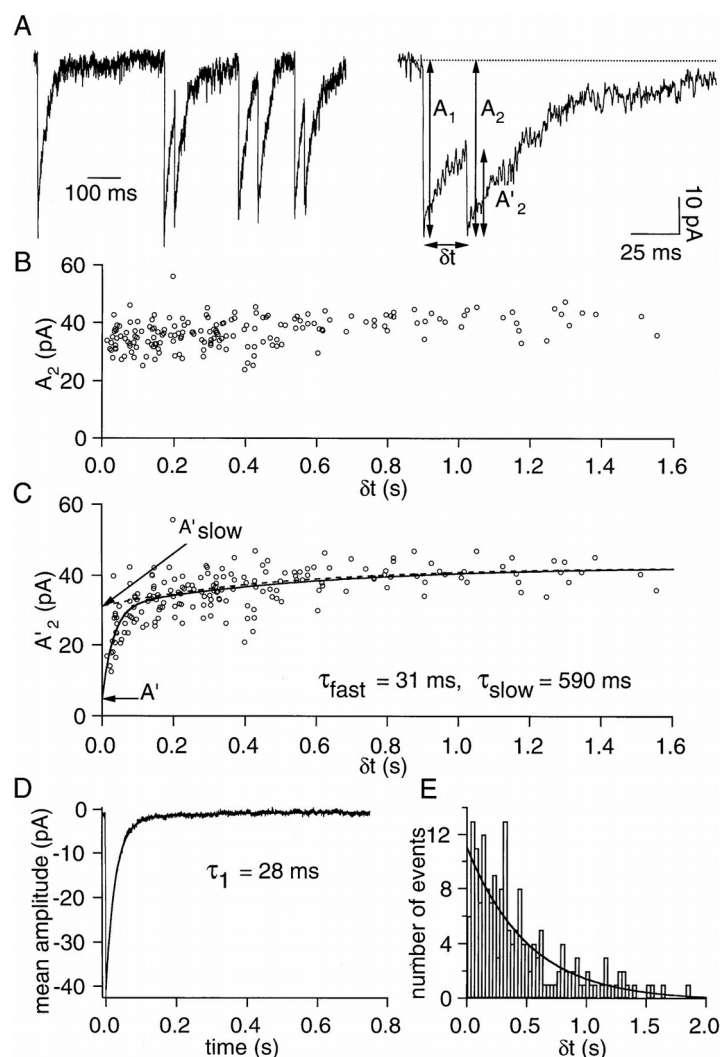 A
100 ms
A1
A2
A'2
δt
10 pA
25 ms
B
60
40
20
0
A2 (pA)
0.0 0.2 0.4 0.6 0.8 1.0 1.2 1.4 1.6
δt (s)
C
60
40
20
0
A'2 (pA)
A'slow
A'
τfast = 31 ms, τslow = 590 ms
0.0 0.2 0.4 0.6 0.8 1.0 1.2 1.4 1.6
δt (s)
D
0
-10
-20
-30
-40
mean amplitude (pA)
τ1 = 28 ms
0.0 0.2 0.4 0.6 0.8
time (s)
E
12
8
4
0
number of events
0.0 0.5 1.0 1.5 2.0
δt (s)